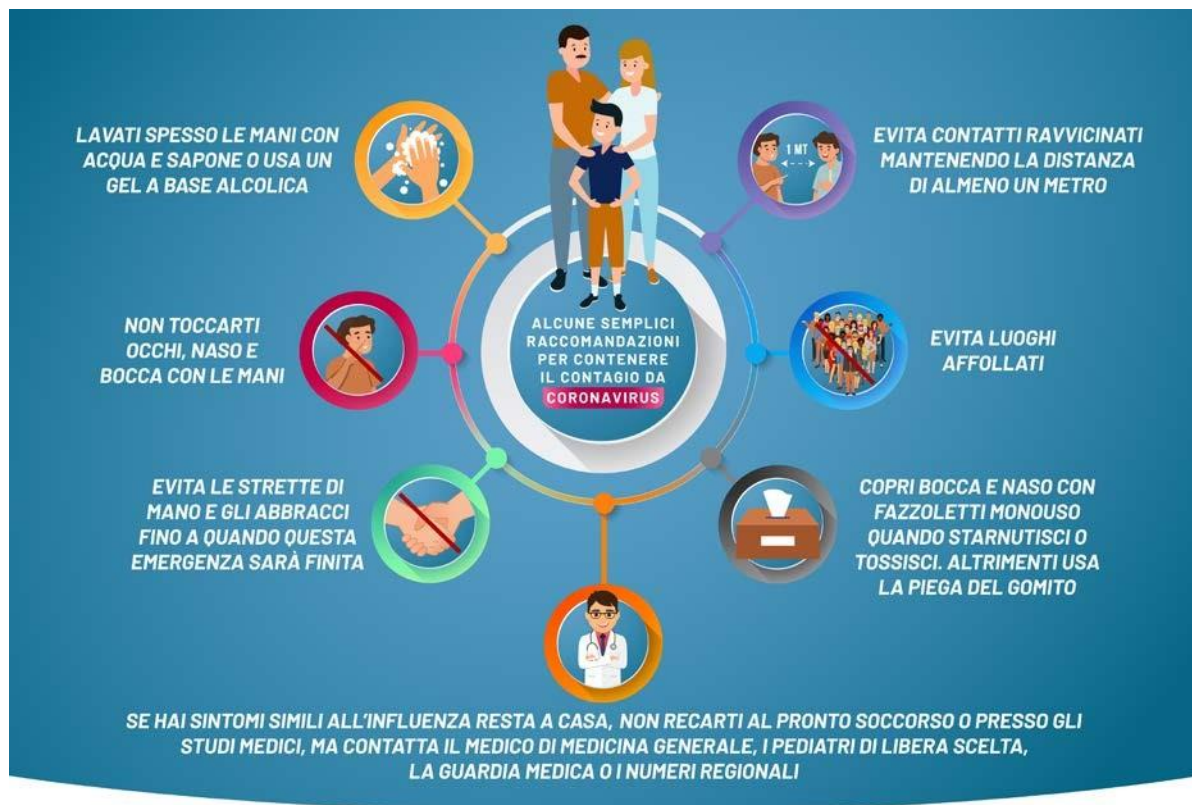 LAVATI SPESSO LE MANI CON
ACQUA E SAPONE O USA UN
GEL A BASE ALCOLICA
1 MT
EVITA CONTATTI RAVVICINATI
MANTENENDO LA DISTANZA
DI ALMENO UN METRO
NON TOCCARTI
OCCHI, NASO E
BOCCA CON LE MANI
ALCUNE SEMPLICI
RACCOMANDAZIONI
PER CONTENERE
IL CONTAGIO DA
CORONAVIRUS
EVITA LUOGHI
AFFOLLATI
EVITA LE STRETTE DI
MANO E GLI ABBRACCI
FINO A QUANDO QUESTA
EMERGENZA SARÀ FINITA
COPRI BOCCA E NASO CON
FAZZOLETTI MONOUSO
QUANDO STARNUTISCI O
TOSSISCI. ALTRIMENTI USA
LA PIEGA DEL GOMITO
SE HAI SINTOMI SIMILI ALL'INFLUENZA RESTA A CASA, NON RECARTI AL PRONTO SOCCORSO O PRESSO GLI
STUDI MEDICI, MA CONTATTA IL MEDICO DI MEDICINA GENERALE, I PEDIATRI DI LIBERA SCELTA,
LA GUARDIA MEDICA O I NUMERI REGIONALI